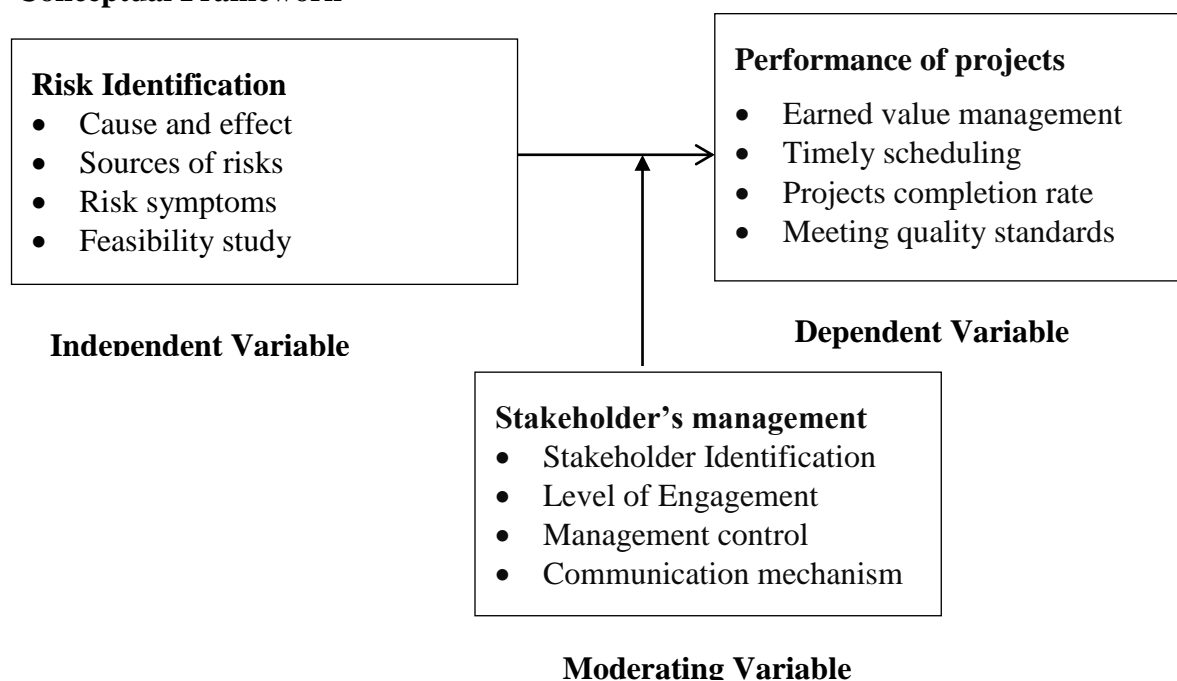 Conceptual Framework
Risk Identification
• Cause and effect
• Sources of risks
• Risk symptoms
• Feasibility study
Independent Variable
Performance of projects
• Earned value management
• Timely scheduling
• Projects completion rate
• Meeting quality standards
Dependent Variable
Stakeholder’s management
• Stakeholder Identification
• Level of Engagement
• Management control
• Communication mechanism
Moderating Variable